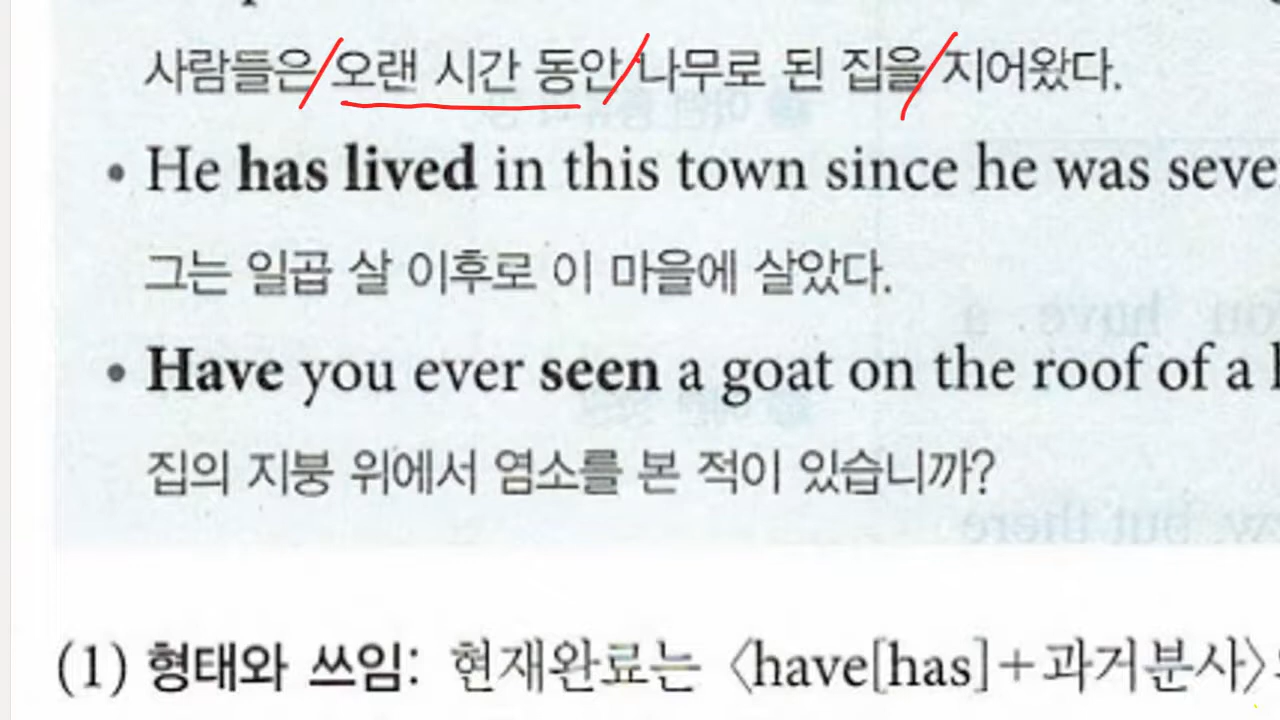 사람들은 오랜 시간 동안 나무로 된 집을 지어왔다.
• He has lived in this town since he was seve
그는 일곱 살 이후로 이 마을에 살았다.
• Have you ever seen a goat on the roof of a
집의 지붕 위에서 염소를 본 적이 있습니까?
(1) 형태와 쓰임: 현재완료는 〈have[has]+과거분사〉